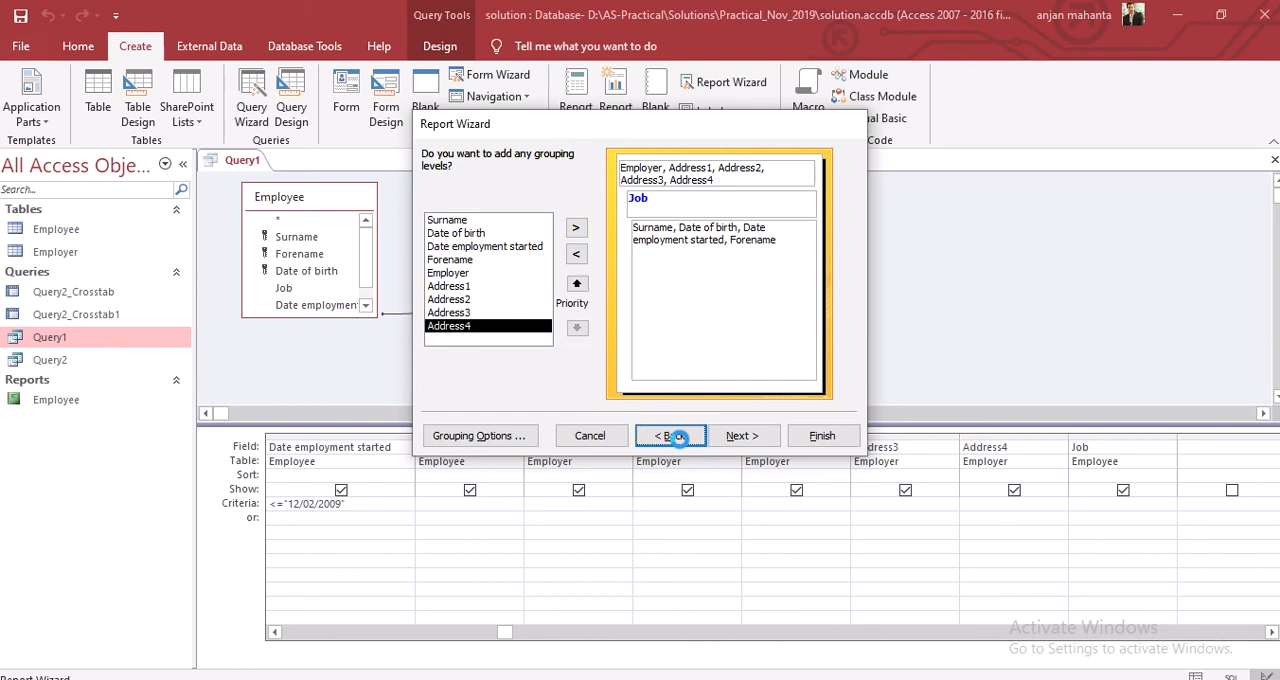 Query Tools
solution : Database- D:\AS-Practical\Solutions\Practical_Nov_2019\solution.accdb (Access 2007 - 2016 fi...
anjan mahanta
File Home Create External Data Database Tools Help Design Tell me what you want to do
Application Parts
Templates
Table
Table Design
SharePoint Lists
Tables
Query Wizard
Query Design
Queries
Form
Form Design
Blank
Form Wizard
Navigation
Report
Report
Blank
Report Wizard
Macro
Module
Class Module
al Basic
Code
All Access Obje...
Search...
Tables
Employee
Employer
Queries
Query2_Crosstab
Query2_Crosstab1
Query1
Query2
Reports
Employee
Query1
Employee
*
Surname
Forename
Date of birth
Job
Date employment
Report Wizard
Do you want to add any grouping
levels?
Surname
Date of birth
Date employment started
Forename
Employer
Address1
Address2
Address3
Address4
>
<
Priority
Employer, Address1, Address2,
Address3, Address4
Job
Surname, Date of birth, Date
employment started, Forename
Grouping Options ... Cancel < B Next > Finish
Field: Date employment started dress3 Address4 Job
Table: Employee Employee Employer Employer Employer Employer Employer Employee
Sort:
Show:
Criteria: <="12/02/2009"
or:
Activate Windows
Go to Settings to activate Windows.
Report Wizard
SQL